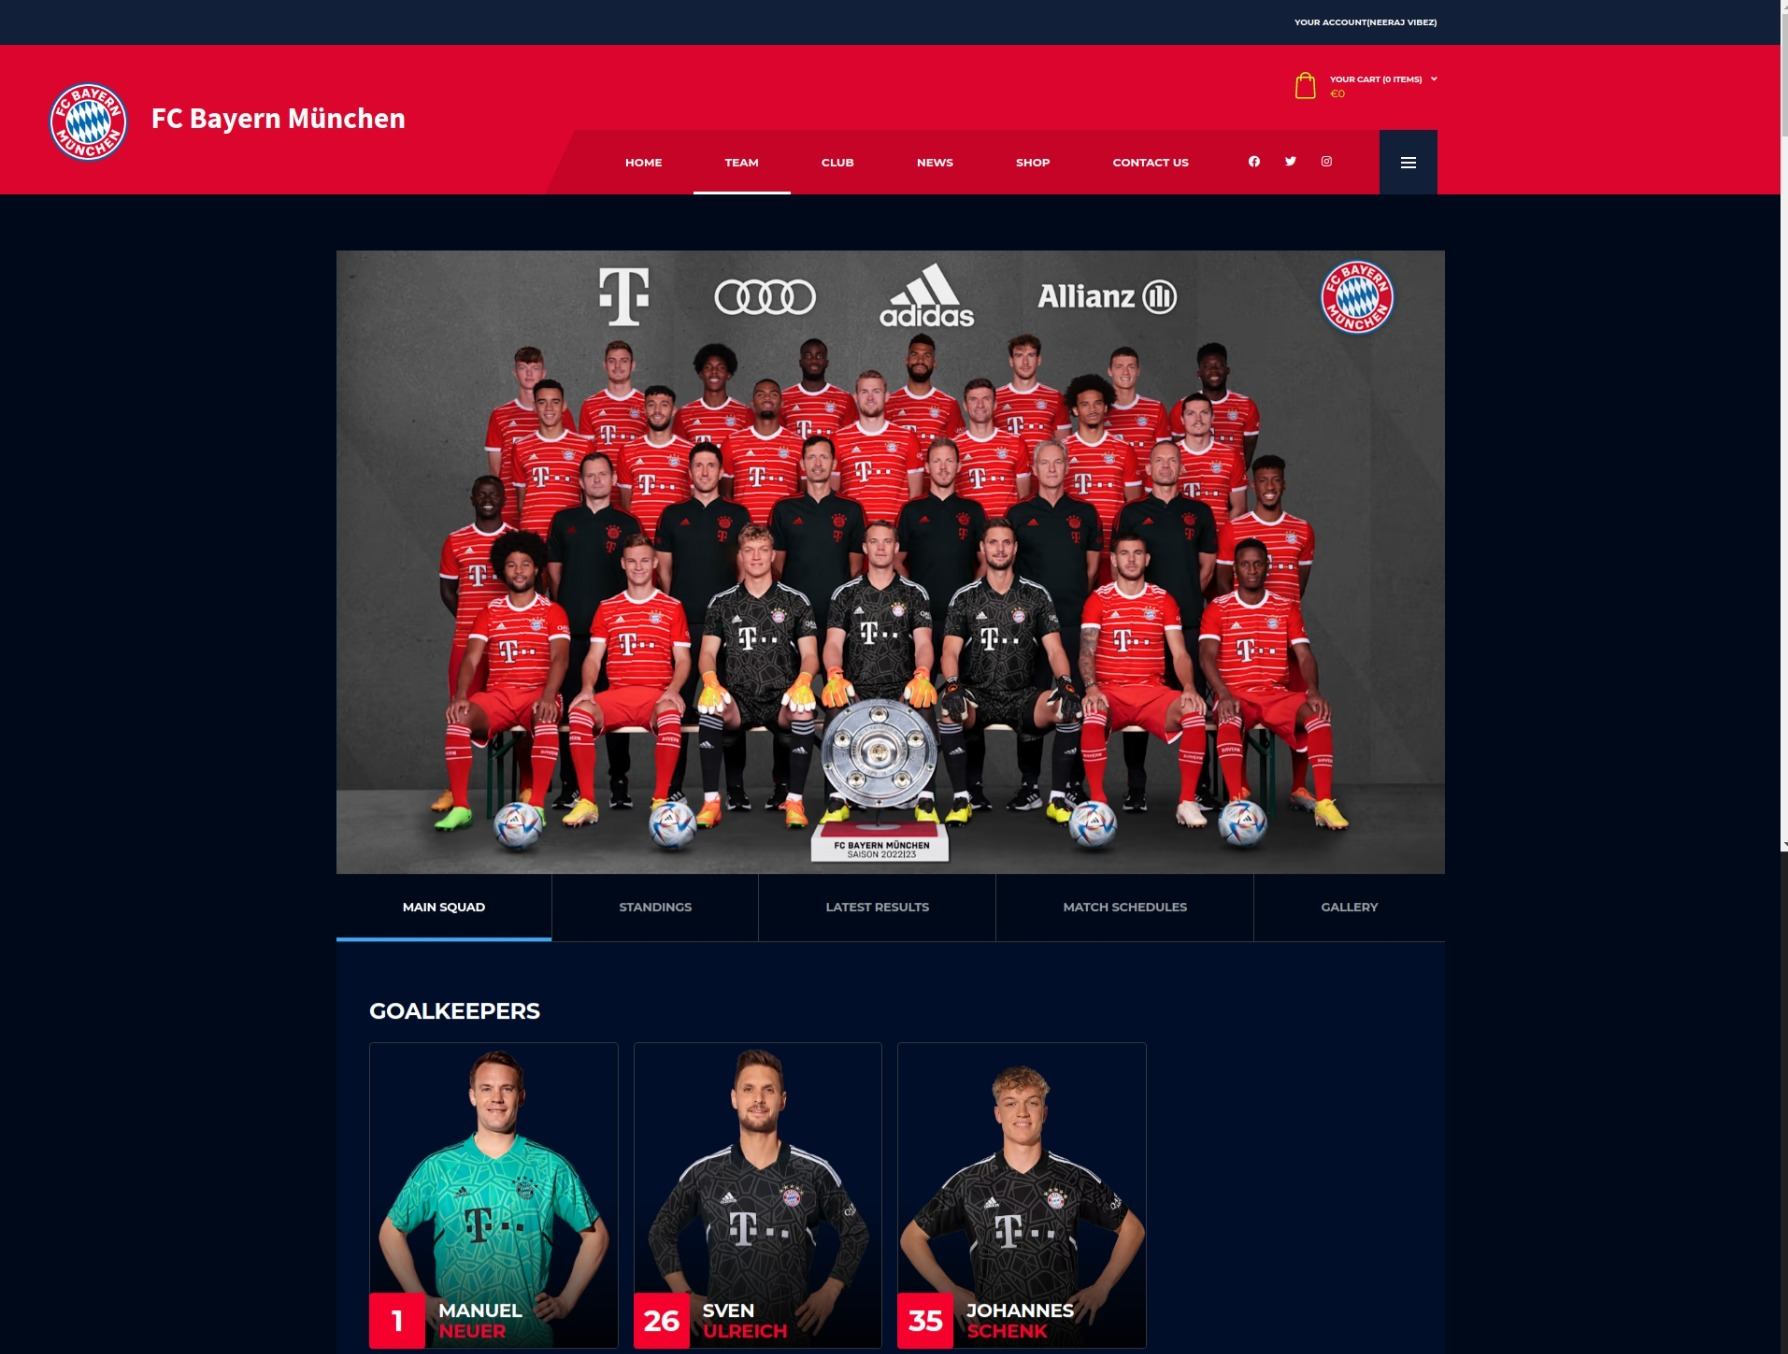 YOUR ACCOUNT(NEERAJ VIBEZ)
YOUR CART (0 ITEMS)
€0
FC BAYERN MÜNCHEN
FC Bayern München
HOME TEAM CLUB NEWS SHOP CONTACT US
T Allianz
adidas
FC BAYERN MÜNCHEN
FC BAYERN MÜNCHEN
SAISON 2022|23
MAIN SQUAD STANDINGS LATEST RESULTS MATCH SCHEDULES GALLERY
GOALKEEPERS
1 MANUEL NEUER
26 SVEN ULREICH
35 JOHANNES SCHENK